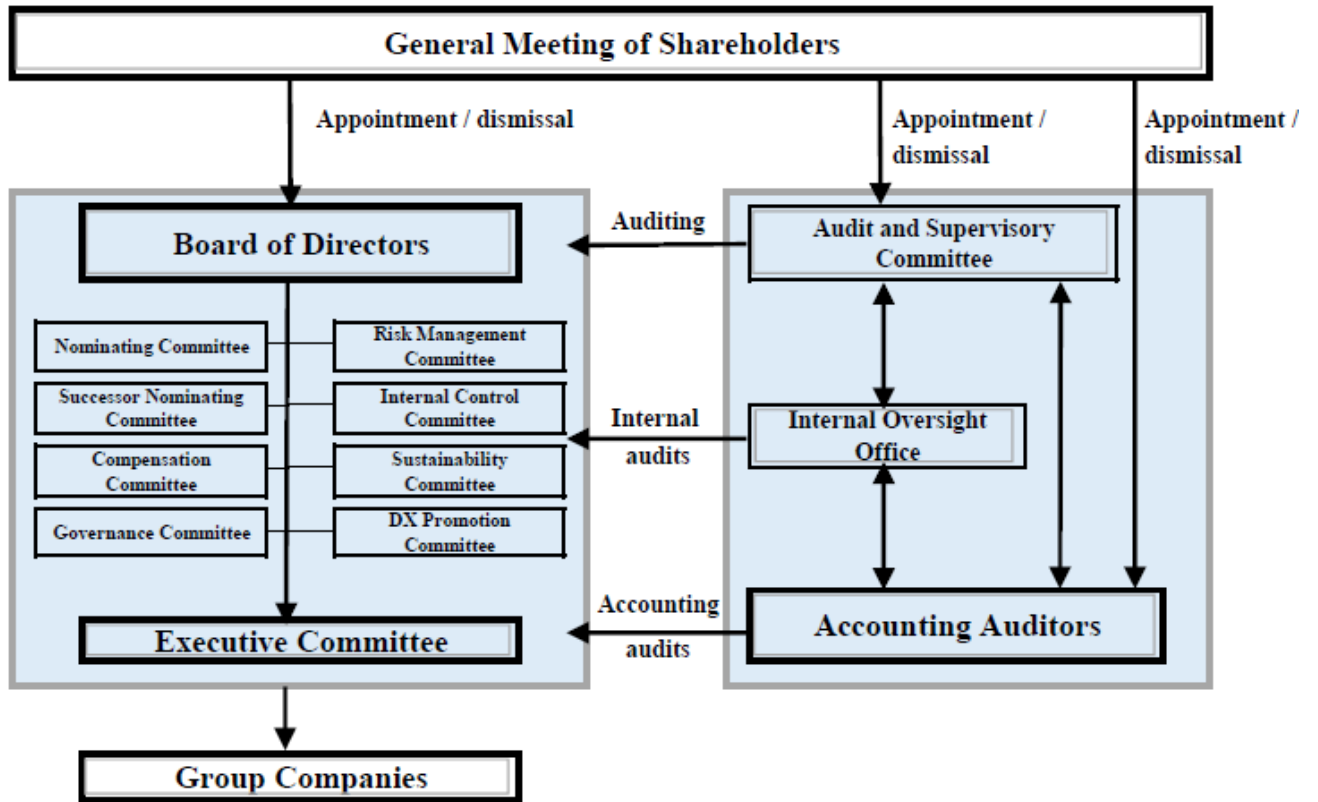 General Meeting of Shareholders
Appointment / dismissal
Appointment /
dismissal
Appointment /
dismissal
Board of Directors
Auditing
Audit and Supervisory
Committee
Nominating Committee
Risk Management
Committee
Successor Nominating
Committee
Internal Control
Committee
Compensation
Committee
Sustainability
Committee
Governance Committee
DX Promotion
Committee
Internal
audits
Internal Oversight
Office
Executive Committee
Accounting
audits
Accounting Auditors
Group Companies